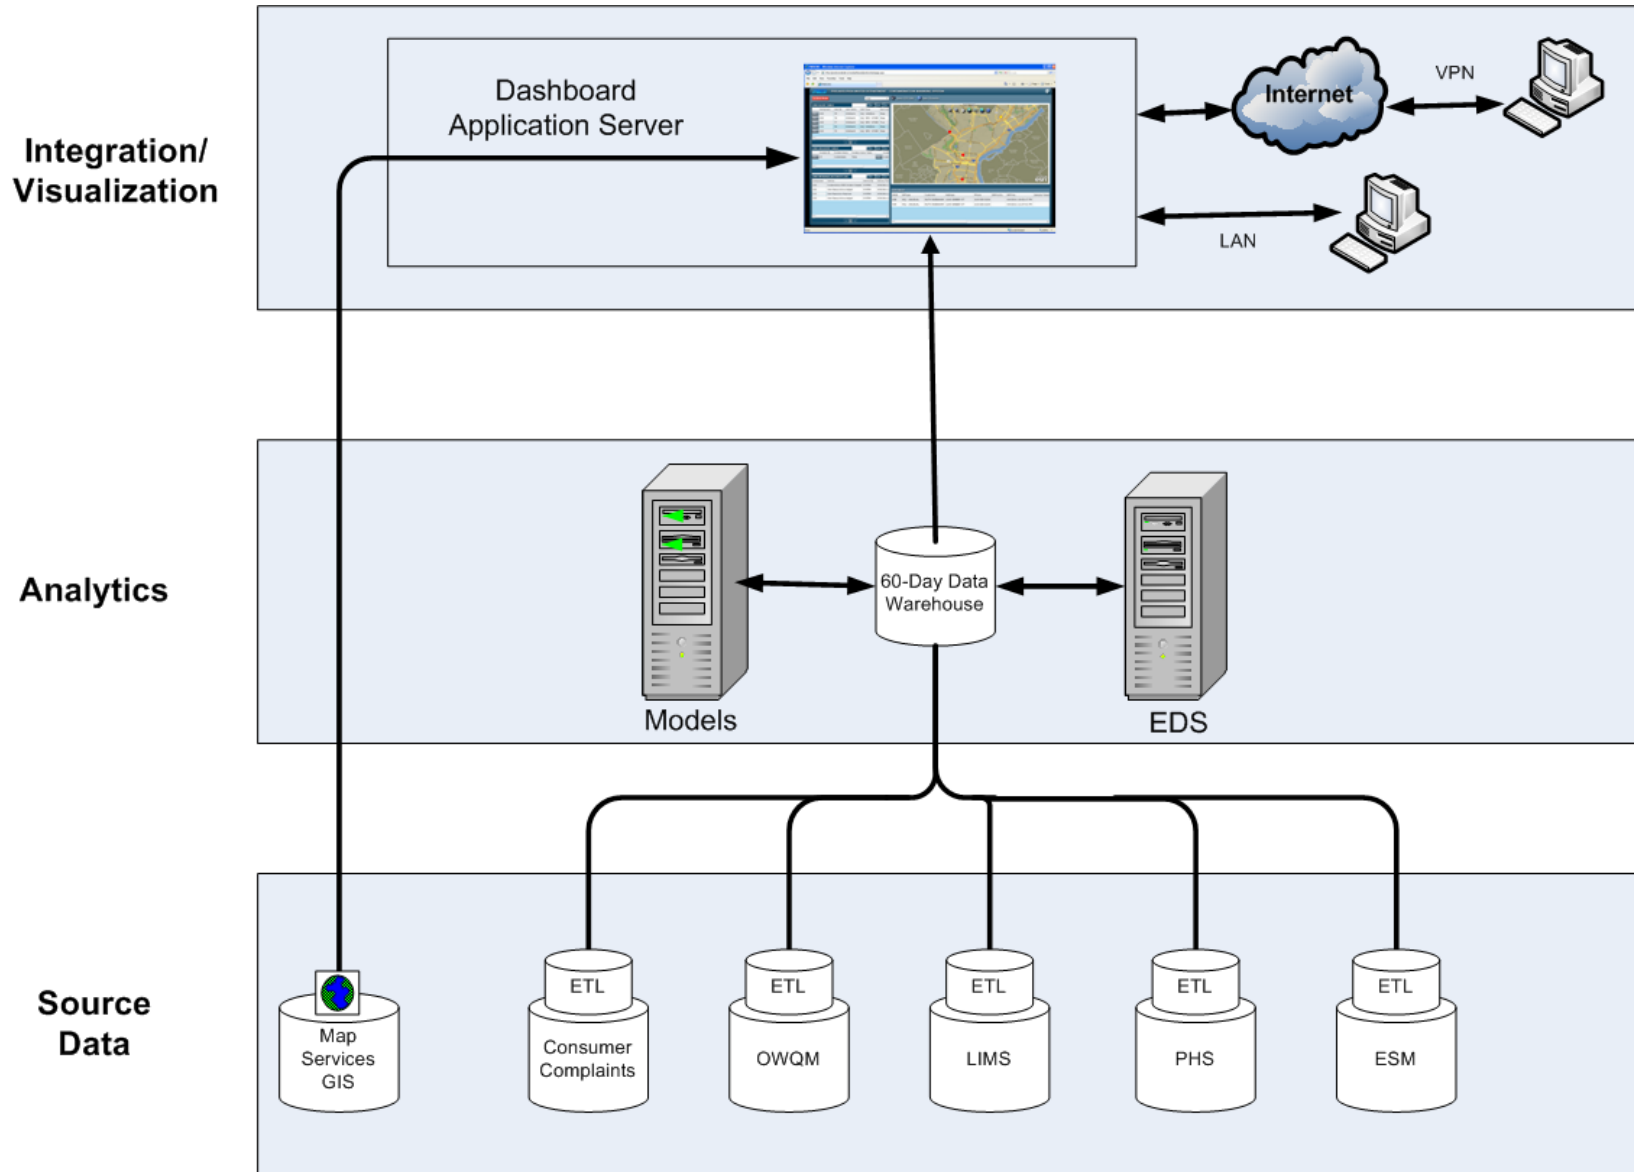 Integration/
Visualization
Dashboard
Application Server
Internet
VPN
LAN
Analytics
60-Day Data
Warehouse
Models
EDS
Source
Data
ETL
ETL
ETL
ETL
ETL
Map
Services
GIS
Consumer
Complaints
OWQM
LIMS
PHS
ESM